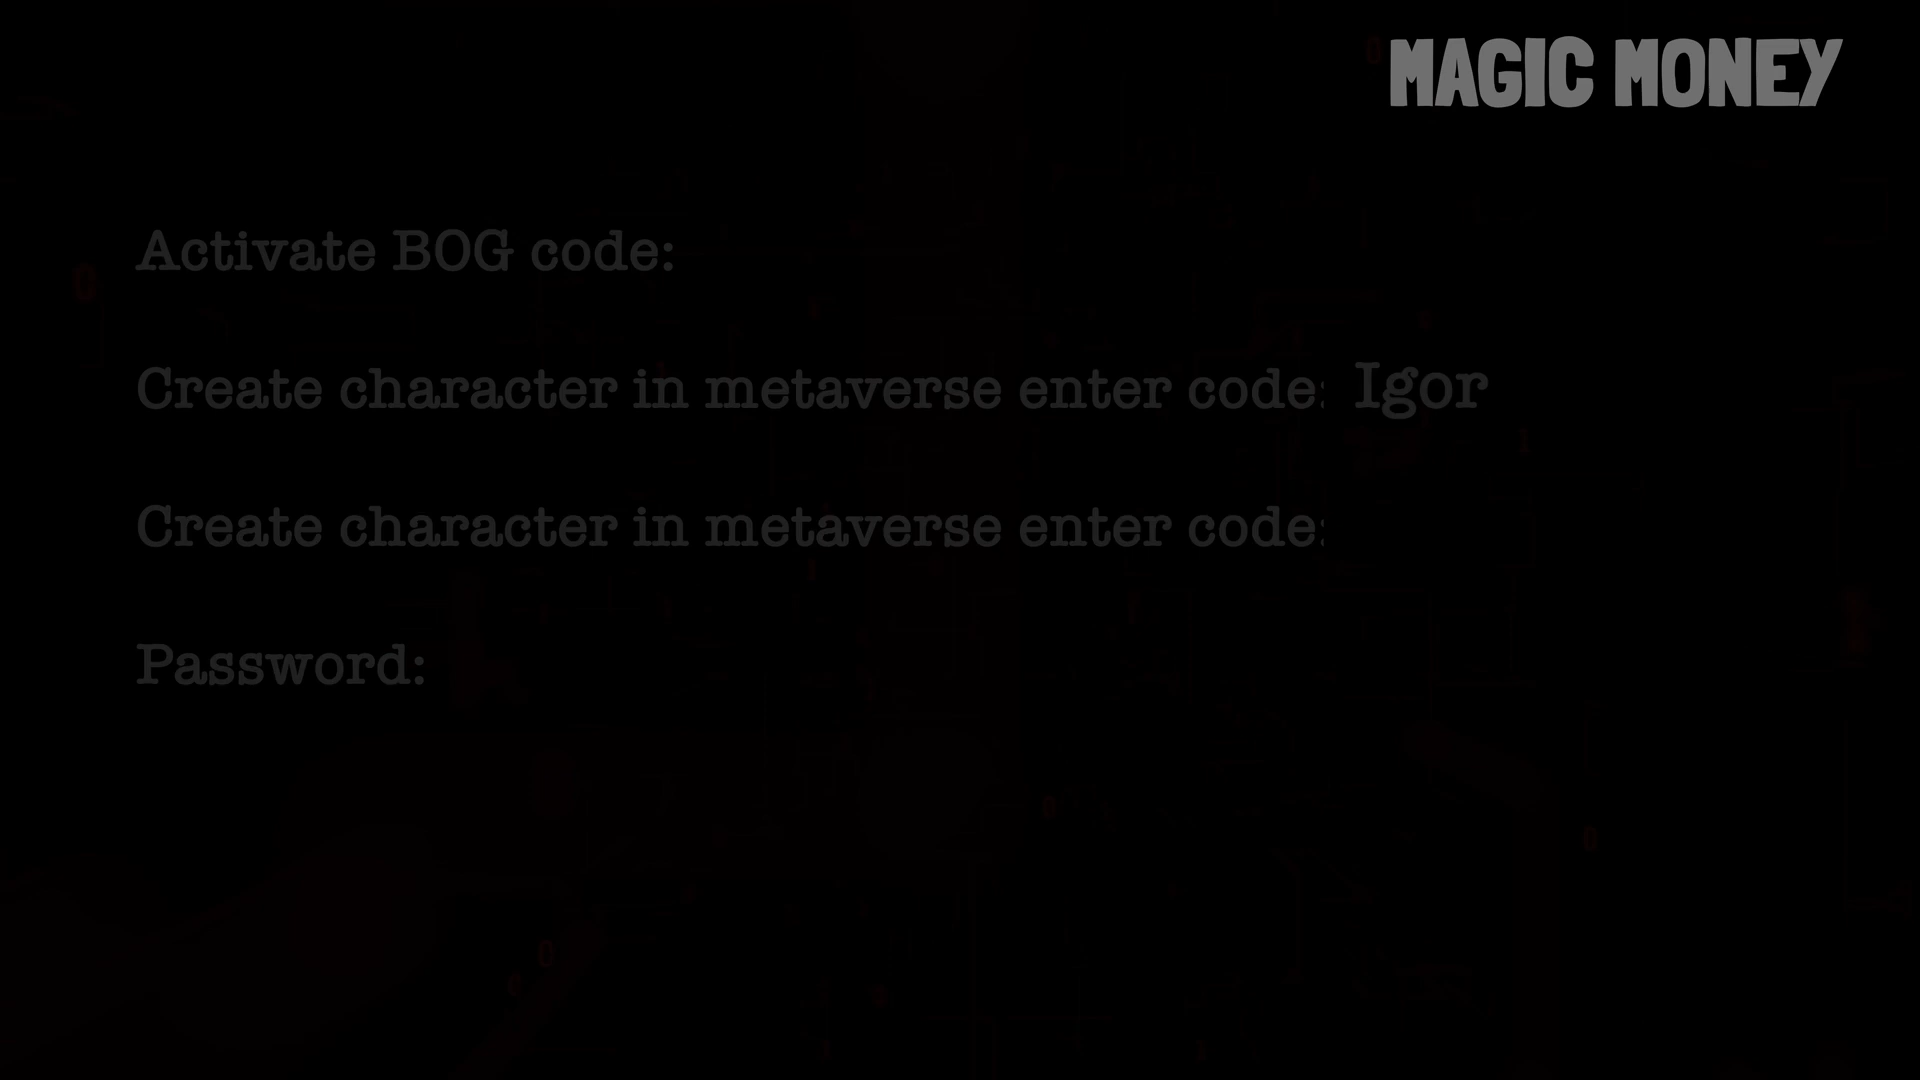 MAGIC MONEY
Activate BOG code:
Create character in metaverse enter code: Igor
Create character in metaverse enter code:
Password: